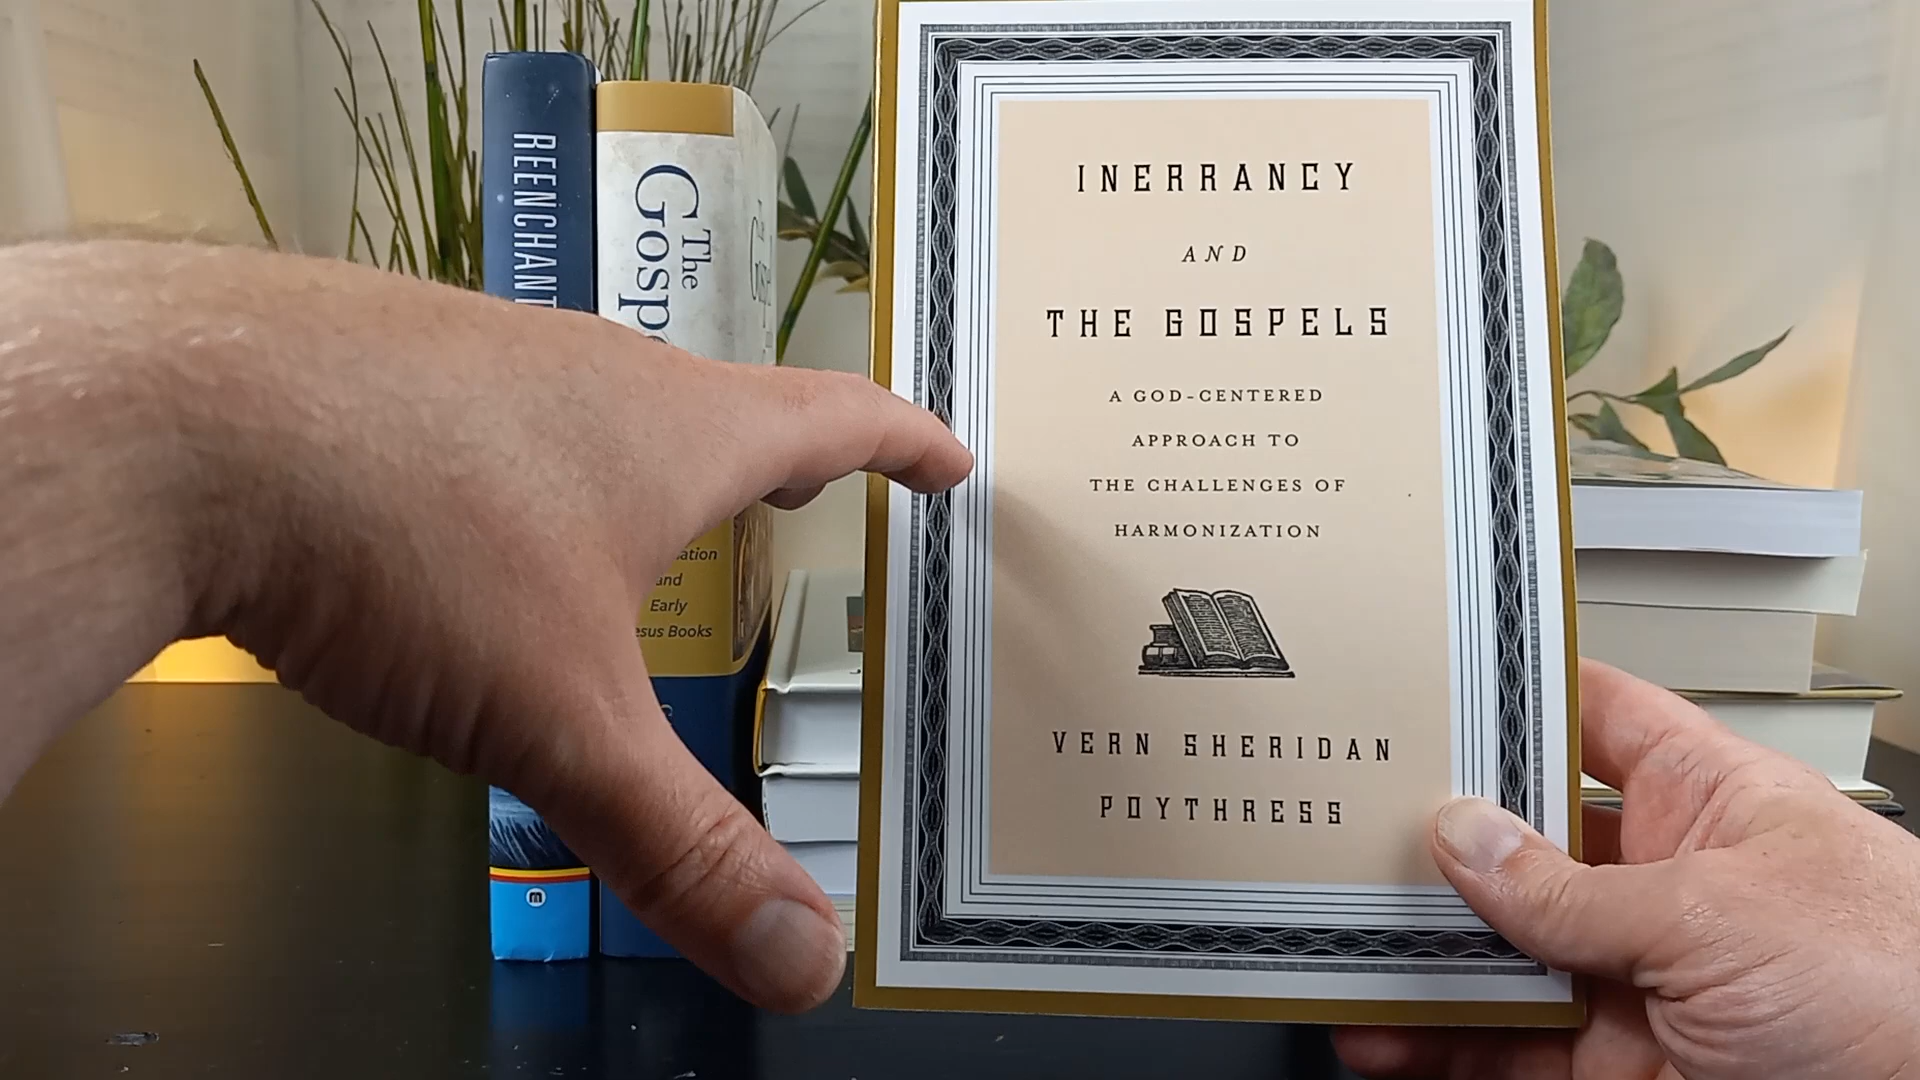 REENCHANT
The
Gospe
and
Early
esus Books
INERRANCY
AND
THE GOSPELS
A GOD-CENTERED
APPROACH TO
THE CHALLENGES OF
HARMONIZATION
VERN SHERIDAN
POYTHRESS